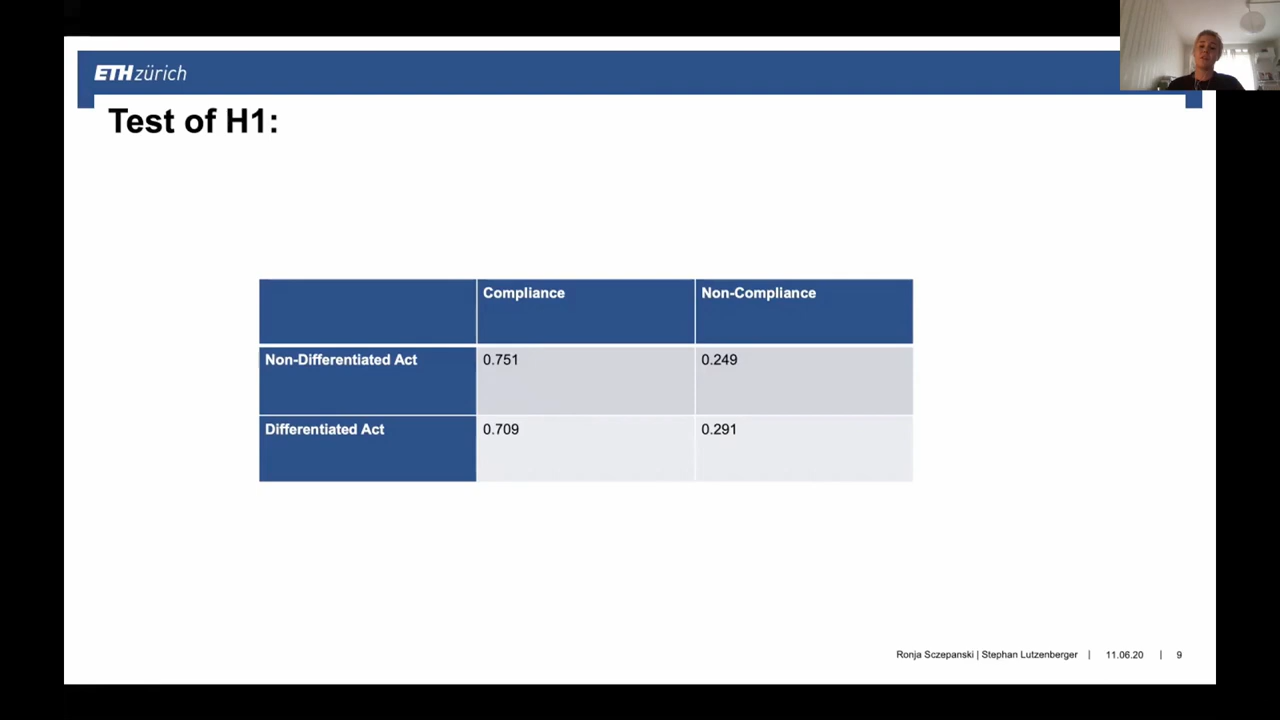 ETH zürich
Test of H1:
Compliance Non-Compliance
Non-Differentiated Act 0.751 0.249
Differentiated Act 0.709 0.291
Ronja Sczepanski | Stephan Lutzenberger | 11.06.20 | 9